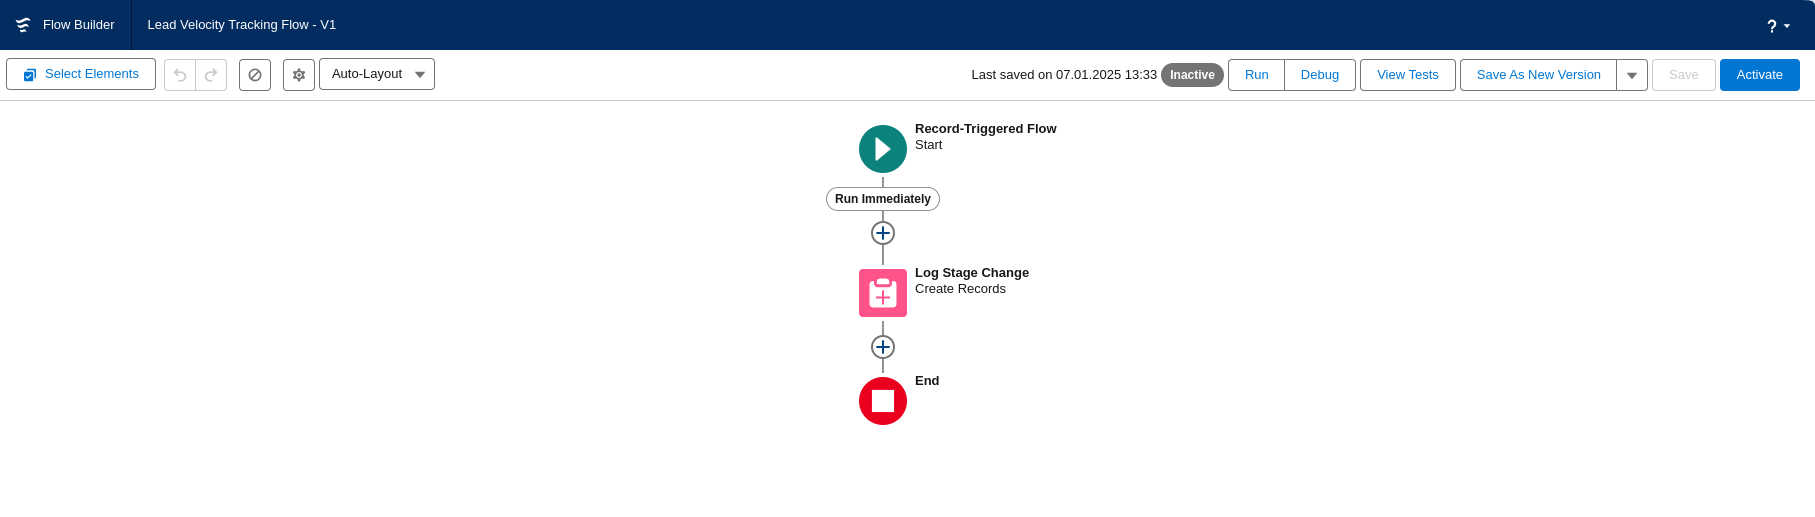 Flow Builder
Lead Velocity Tracking Flow - V1
?
Select Elements
Auto-Layout
Last saved on 07.01.2025 13:33
Inactive
Run
Debug
View Tests
Save As New Version
Save
Activate
Record-Triggered Flow
Start
Run Immediately
Log Stage Change
Create Records
End